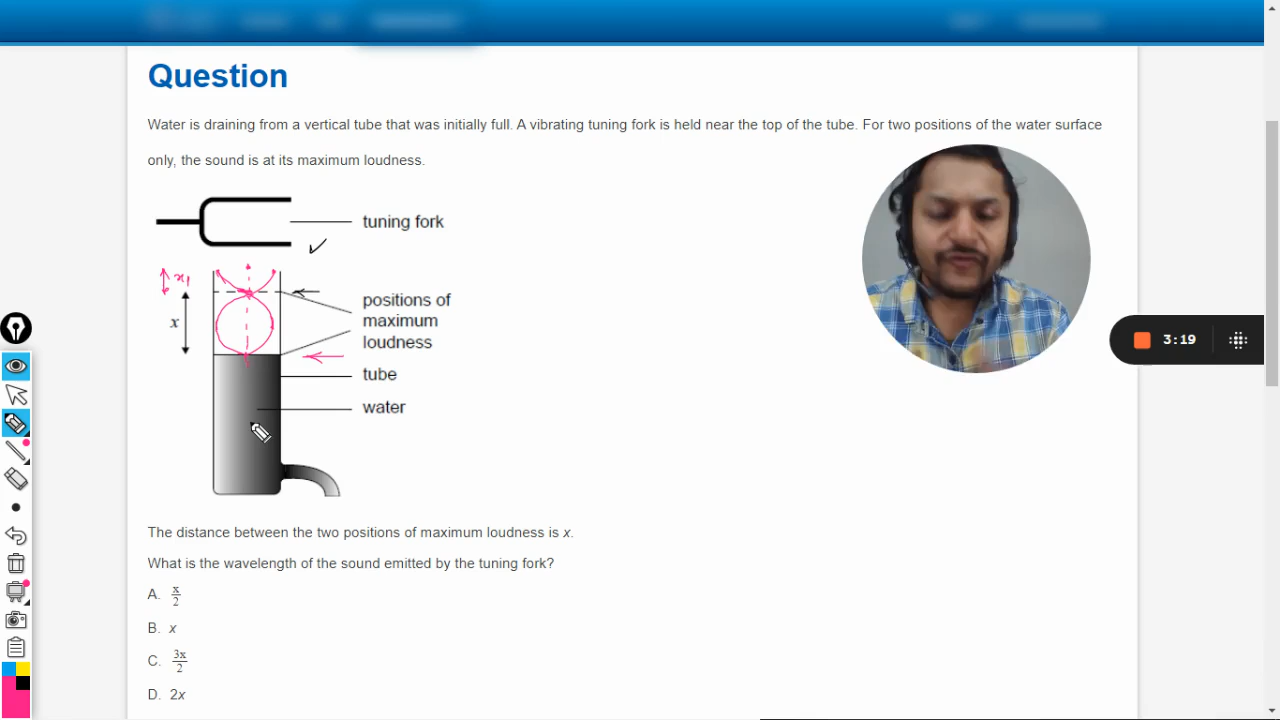 Question
Water is draining from a vertical tube that was initially full. A vibrating tuning fork is held near the top of the tube. For two positions of the water surface
only, the sound is at its maximum loudness.
tuning fork
x₁
x
positions of
maximum
loudness
3:19
tube
water
The distance between the two positions of maximum loudness is x.
What is the wavelength of the sound emitted by the tuning fork?
A. x/2
B. x
C. 3x/2
D. 2x